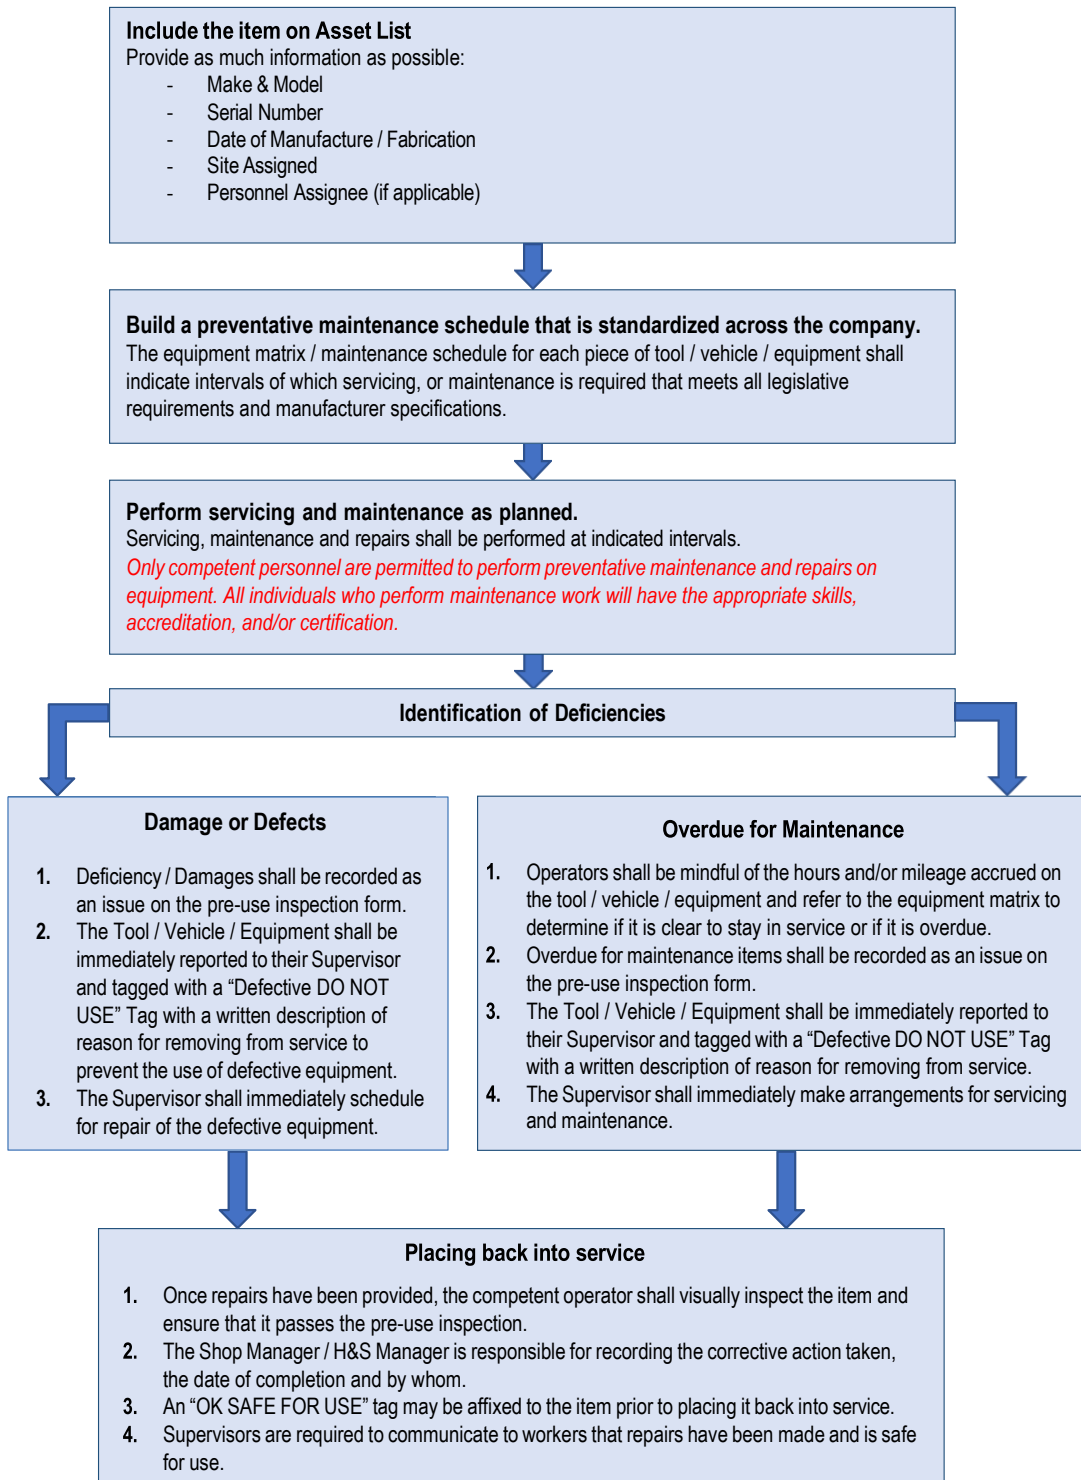 Include the item on Asset List
Provide as much information as possible:
- Make & Model
- Serial Number
- Date of Manufacture / Fabrication
- Site Assigned
- Personnel Assignee (if applicable)
Build a preventative maintenance schedule that is standardized across the company.
The equipment matrix / maintenance schedule for each piece of tool / vehicle / equipment shall
indicate intervals of which servicing, or maintenance is required that meets all legislative
requirements and manufacturer specifications.
Perform servicing and maintenance as planned.
Servicing, maintenance and repairs shall be performed at indicated intervals.
Only competent personnel are permitted to perform preventative maintenance and repairs on
equipment. All individuals who perform maintenance work will have the appropriate skills,
accreditation, and/or certification.
Identification of Deficiencies
Damage or Defects
1. Deficiency / Damages shall be recorded as
an issue on the pre-use inspection form.
2. The Tool / Vehicle / Equipment shall be
immediately reported to their Supervisor
and tagged with a “Defective DO NOT
USE” Tag with a written description of
reason for removing from service to
prevent the use of defective equipment.
3. The Supervisor shall immediately schedule
for repair of the defective equipment.
Overdue for Maintenance
1. Operators shall be mindful of the hours and/or mileage accrued on
the tool / vehicle / equipment and refer to the equipment matrix to
determine if it is clear to stay in service or if it is overdue.
2. Overdue for maintenance items shall be recorded as an issue on
the pre-use inspection form.
3. The Tool / Vehicle / Equipment shall be immediately reported to
their Supervisor and tagged with a “Defective DO NOT USE” Tag
with a written description of reason for removing from service.
4. The Supervisor shall immediately make arrangements for servicing
and maintenance.
Placing back into service
1. Once repairs have been provided, the competent operator shall visually inspect the item and
ensure that it passes the pre-use inspection.
2. The Shop Manager / H&S Manager is responsible for recording the corrective action taken,
the date of completion and by whom.
3. An “OK SAFE FOR USE” tag may be affixed to the item prior to placing it back into service.
4. Supervisors are required to communicate to workers that repairs have been made and is safe
for use.